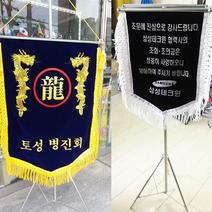 龍
토성 병진회
조문에 진심으로 감사드립니다.
삼성테크윈 협력사의
조화·조의금은
정중히 사양하오니
양해하여 주시기 바랍니다
삼성테크윈